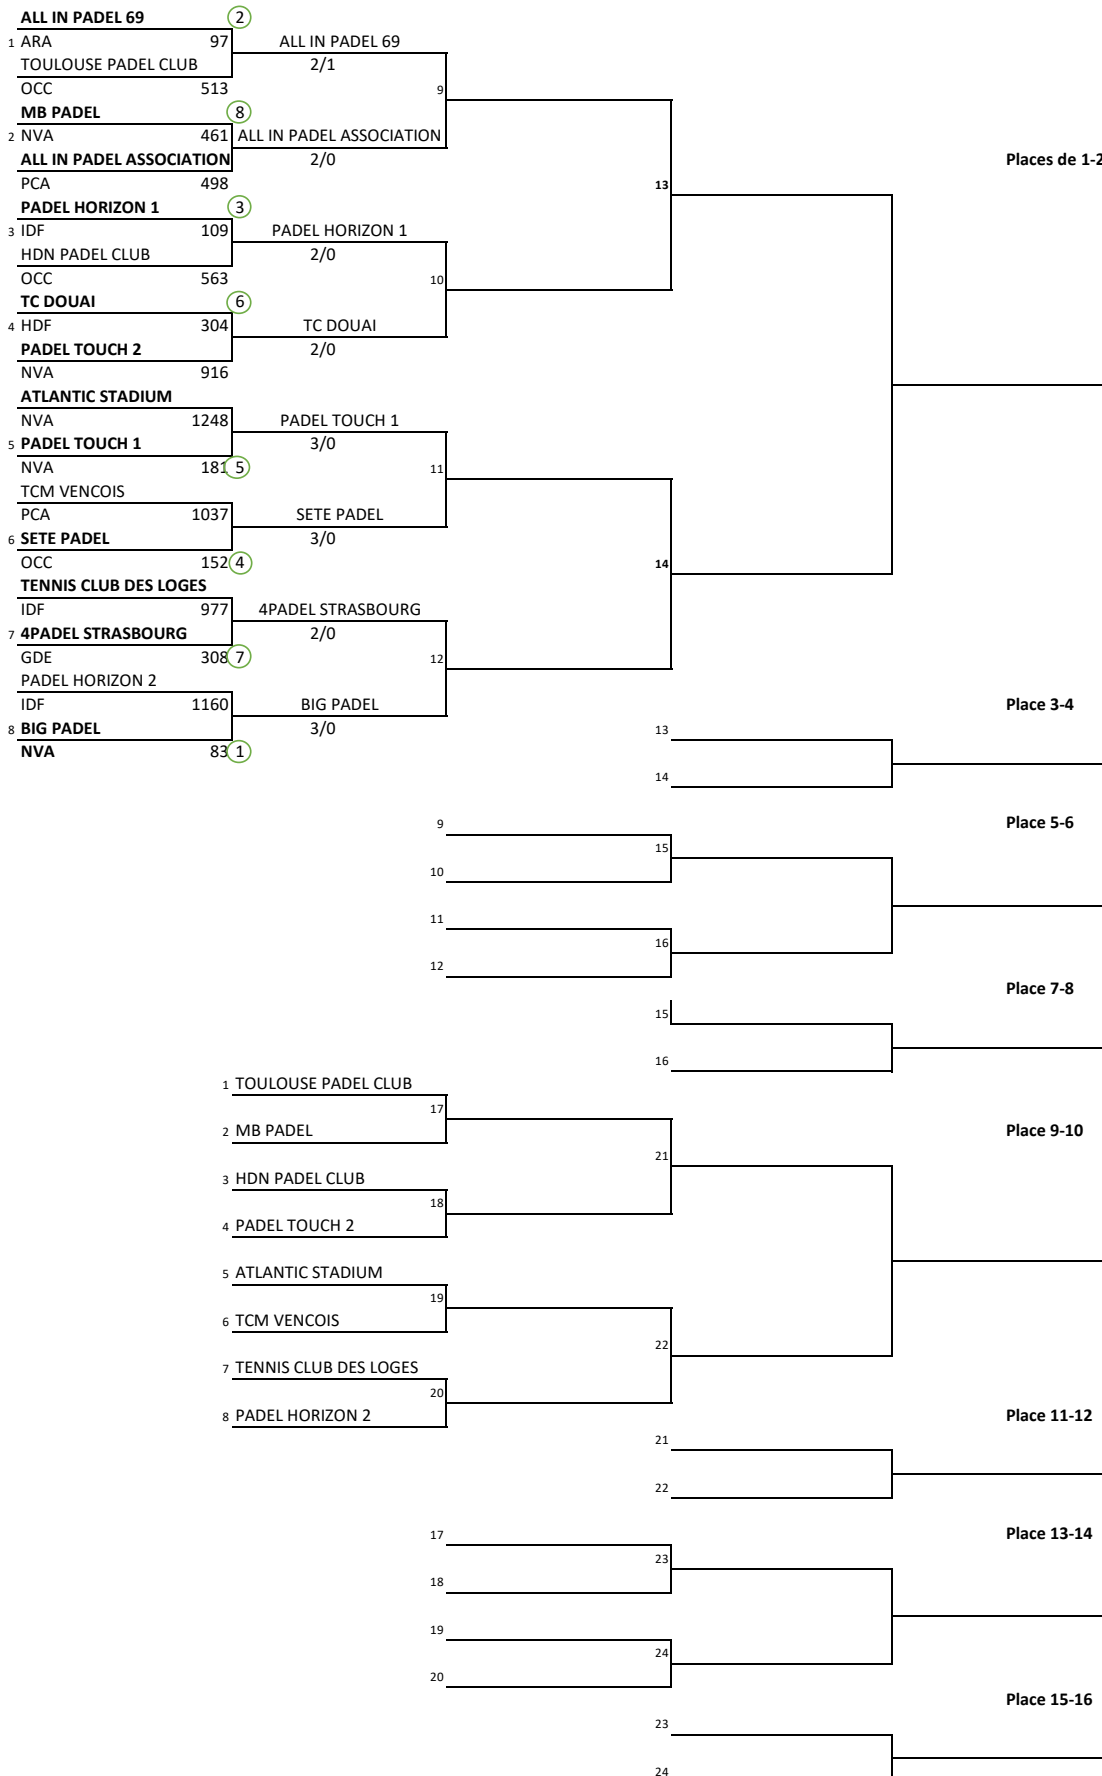 ALL IN PADEL 69 2
1 ARA 97 ALL IN PADEL 69
TOULOUSE PADEL CLUB 2/1
OCC 513 9
MB PADEL 8
2 NVA 461 ALL IN PADEL ASSOCIATION
ALL IN PADEL ASSOCIATION 2/0 Places de 1-2
PCA 498 13
PADEL HORIZON 1 3
3 IDF 109 PADEL HORIZON 1
HDN PADEL CLUB 2/0
OCC 563 10
TC DOUAI 6
4 HDF 304 TC DOUAI
PADEL TOUCH 2 2/0
NVA 916
ATLANTIC STADIUM
NVA 1248 PADEL TOUCH 1
5 PADEL TOUCH 1 3/0
NVA 181 5 11
TCM VENCOIS
PCA 1037 SETE PADEL
6 SETE PADEL 3/0
OCC 152 4 14
TENNIS CLUB DES LOGES
IDF 977 4PADEL STRASBOURG
7 4PADEL STRASBOURG 2/0
GDE 308 7 12
PADEL HORIZON 2
IDF 1160 BIG PADEL Place 3-4
8 BIG PADEL 3/0 13
NVA 83 1
14
9 Place 5-6
15
10
11
16
12
Place 7-8
15
16
1 TOULOUSE PADEL CLUB
17
2 MB PADEL Place 9-10
21
3 HDN PADEL CLUB
18
4 PADEL TOUCH 2
5 ATLANTIC STADIUM
19
6 TCM VENCOIS
22
7 TENNIS CLUB DES LOGES
20
8 PADEL HORIZON 2 Place 11-12
21
22
17 Place 13-14
23
18
19
24
20
Place 15-16
23
24